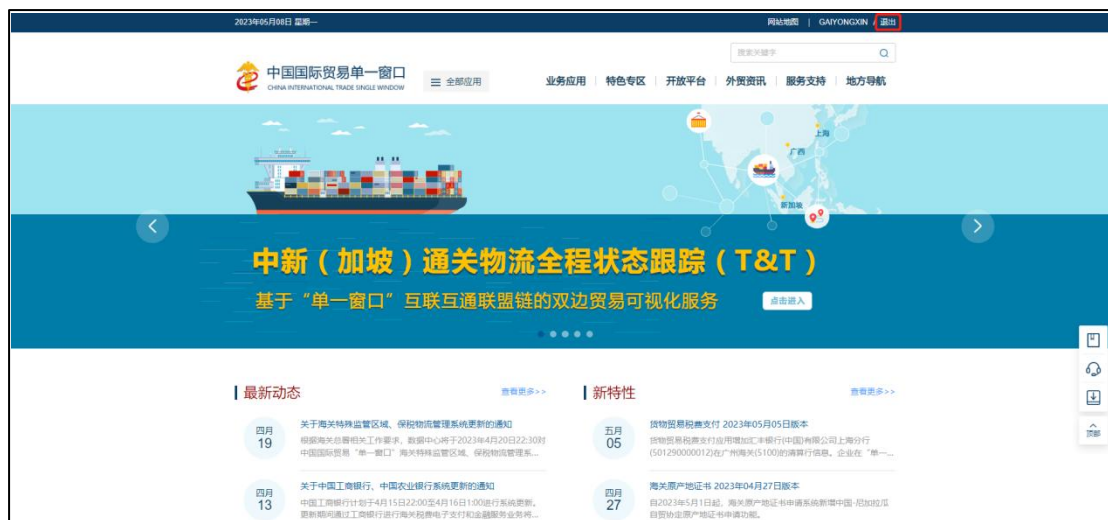 2023年05月08日 星期一
网站地图 | GAIYONGXIN / 退出
搜索关键字
中国国际贸易单一窗口
CHINA INTERNATIONAL TRADE SINGLE WINDOW
全部应用
业务应用 特色专区 开放平台 外贸资讯 服务支持 地方导航
上海
广西
新加坡
中新（加坡）通关物流全程状态跟踪（T&T）
基于“单一窗口”互联互通联盟链的双边贸易可视化服务
点击进入
最新动态
查看更多>>
四月
19
关于海关特殊监管区域、保税物流管理系统更新的通知
根据海关总署相关工作要求，数据中心将于2023年4月20日22:30对
中国国际贸易“单一窗口”海关特殊监管区域、保税物流管理系...
四月
13
关于中国工商银行、中国农业银行系统更新的通知
中国工商银行计划于4月15日22:00至4月16日1:00进行系统更新，
更新期间通过工商银行进行海关税费电子支付和金融服务业务将...
新特性
查看更多>>
五月
05
货物贸易税费支付 2023年05月05日版本
货物贸易税费支付应用增加汇丰银行(中国)有限公司上海分行
(501290000012)在广州海关(5100)的清算行信息。企业在“单一...
四月
27
海关原产地证书 2023年04月27日版本
自2023年5月1日起，海关原产地证书申请系统新增中国-尼加拉瓜
自贸协定原产地证书申请功能。
顶部